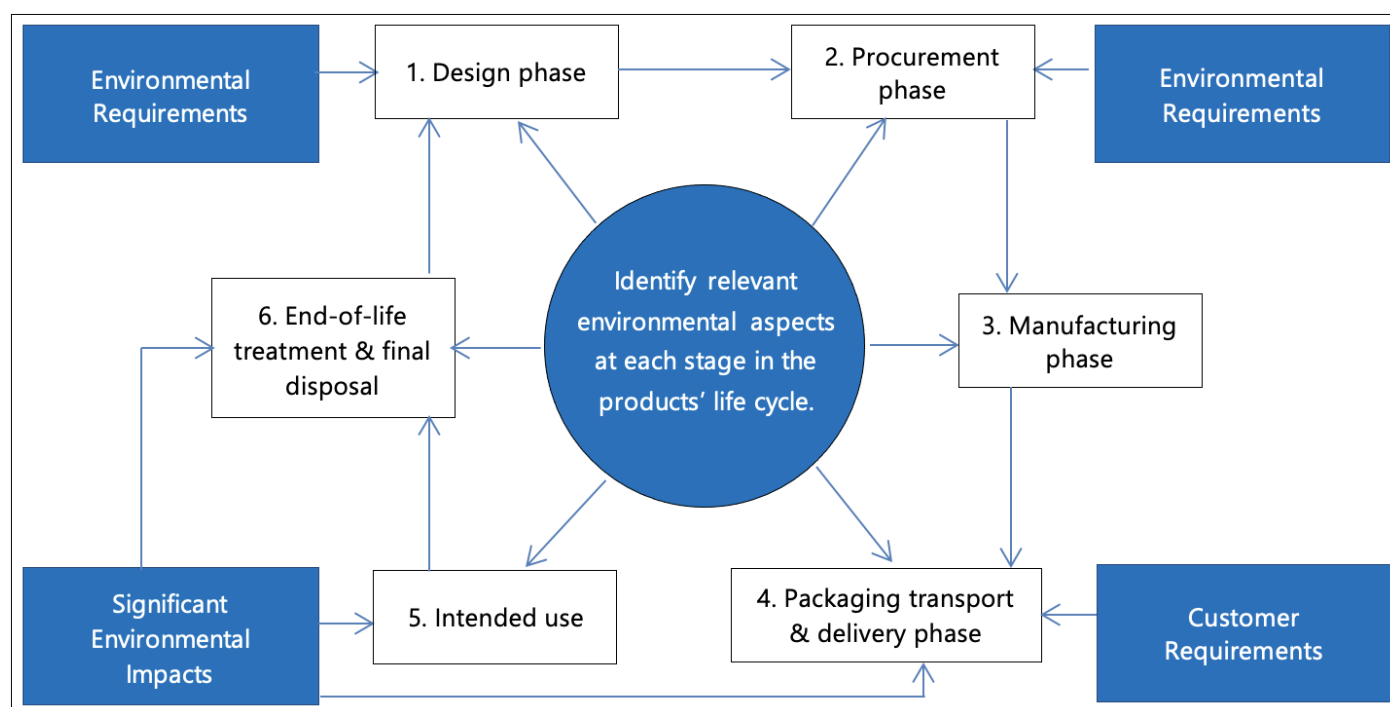 Environmental
Requirements
1. Design phase
2. Procurement
phase
Environmental
Requirements
Identify relevant
environmental aspects
at each stage in the
products’ life cycle.
6. End-of-life
treatment & final
disposal
3. Manufacturing
phase
Significant
Environmental
Impacts
5. Intended use
4. Packaging transport
& delivery phase
Customer
Requirements